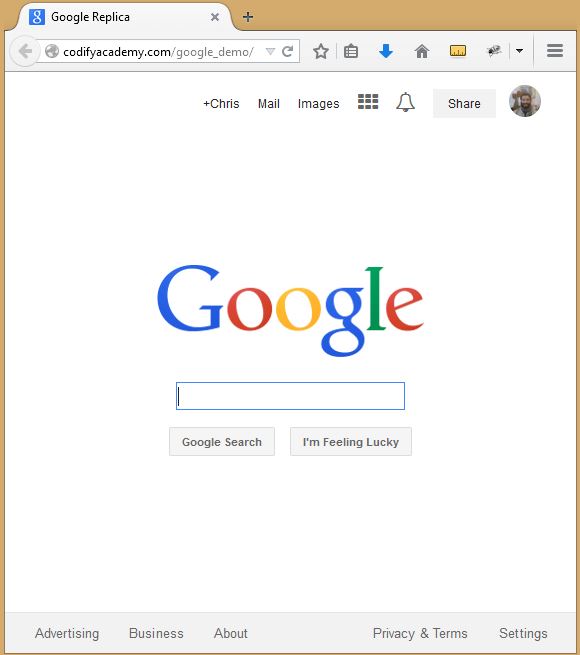 Google Replica
codifyacademy.com/google_demo/
+Chris Mail Images Share
Google
Google Search I'm Feeling Lucky
Advertising Business About Privacy & Terms Settings